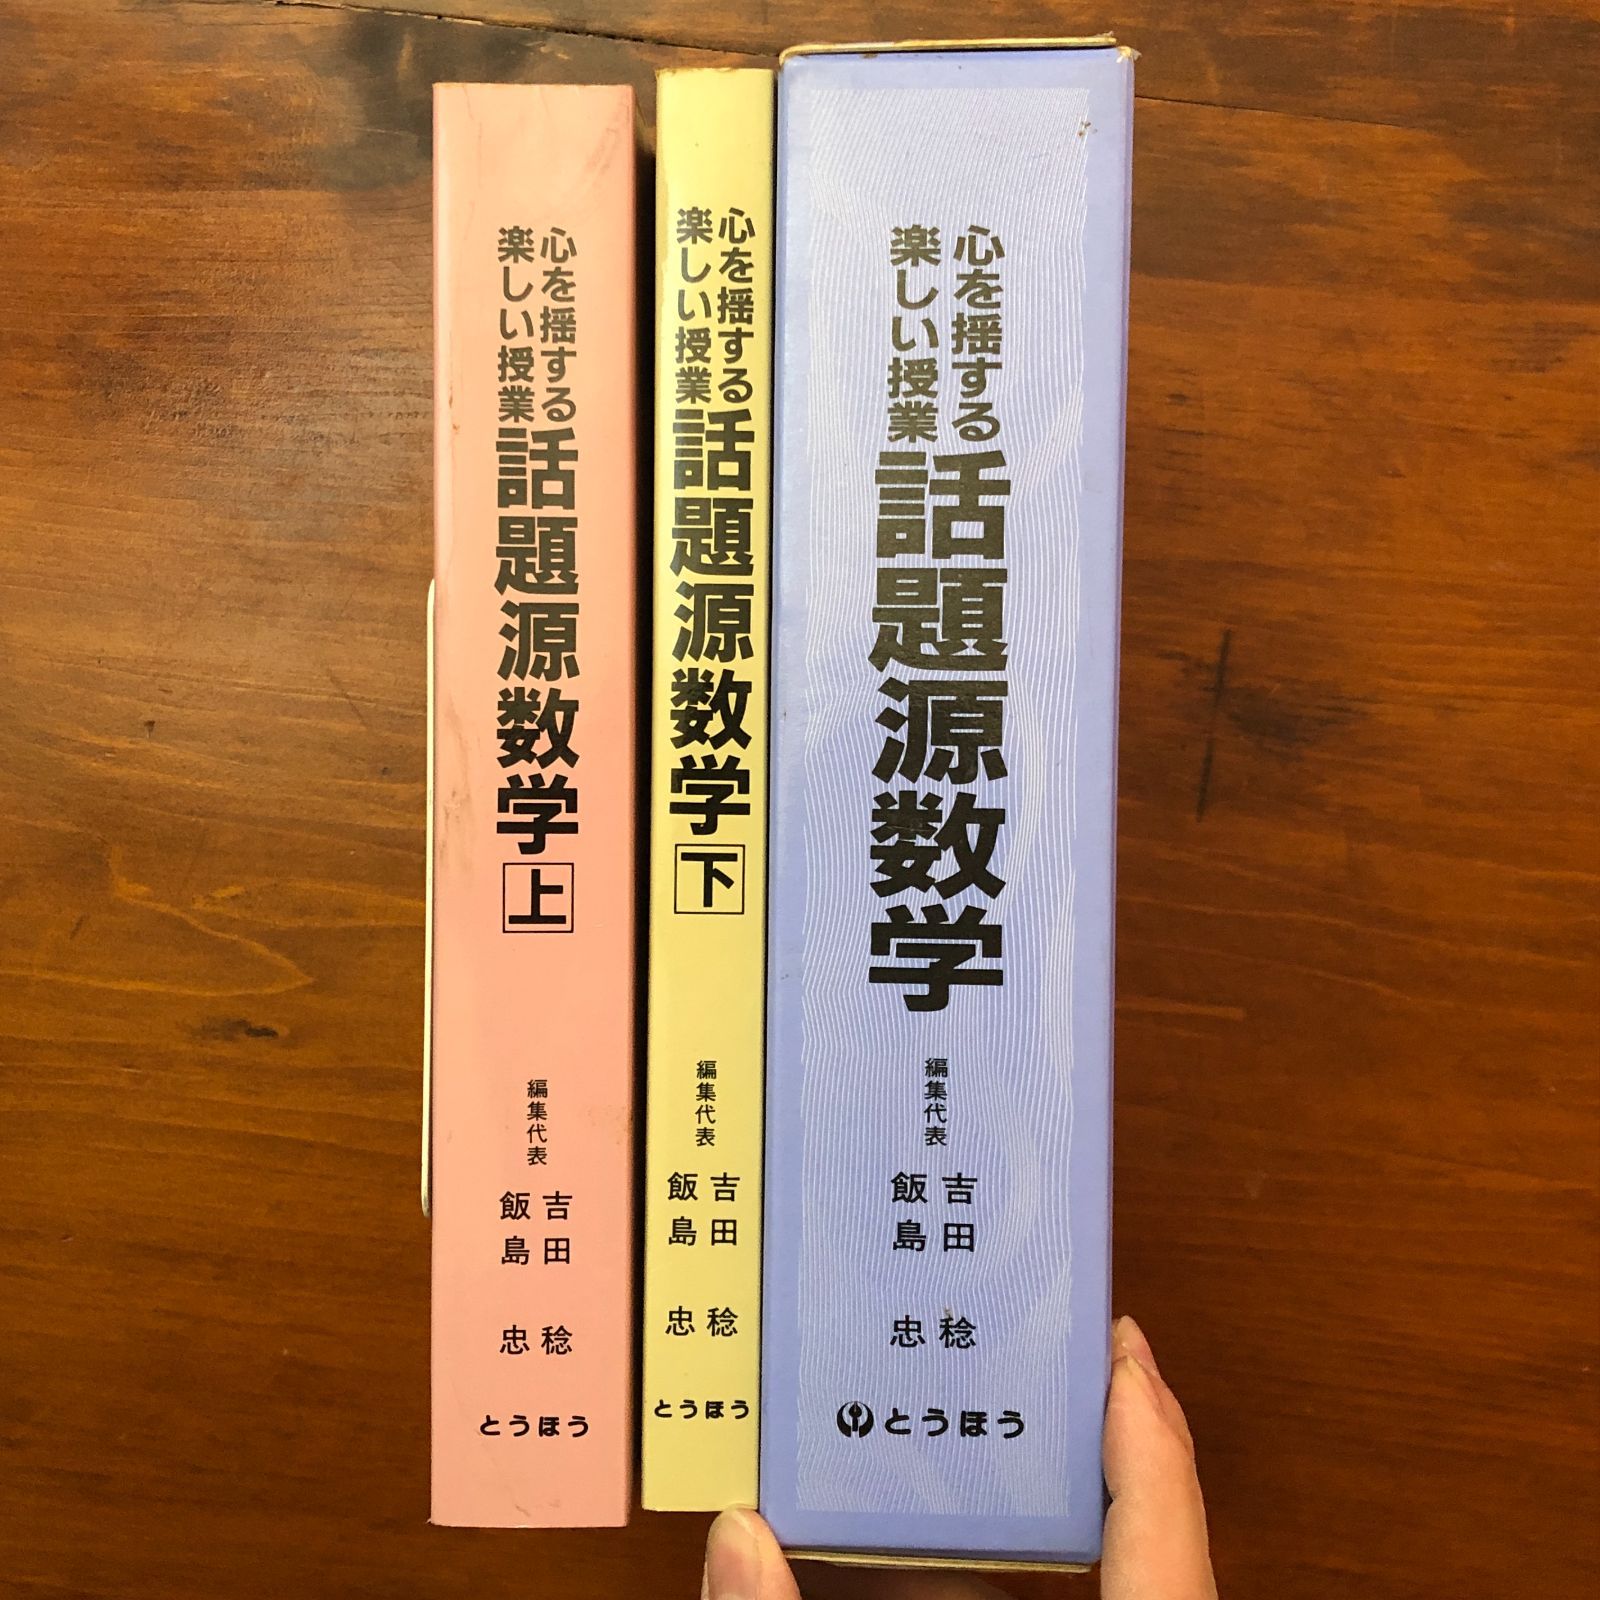 心を揺する
楽しい授業
話題源数学
上
編集代表
吉田 稔
飯島 忠
とうほう
心を揺する
楽しい授業
話題源数学
下
編集代表
吉田 稔
飯島 忠
とうほう
心を揺する
楽しい授業
話題源数学
編集代表
吉田 稔
飯島 忠
とうほう